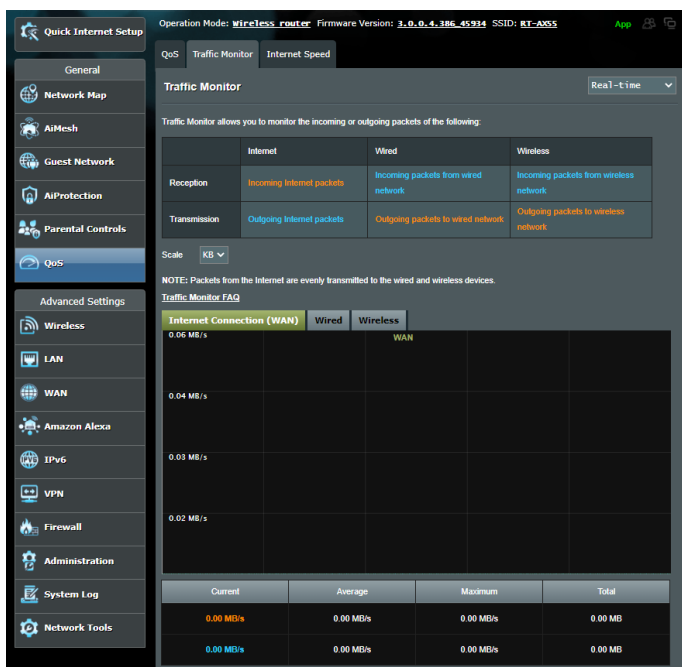 Quick Internet Setup
Operation Mode: Wireless router Firmware Version: 3.0.0.4.386_45934 SSID: RT-AX55 App
QoS Traffic Monitor Internet Speed
General
Network Map
AiMesh
Guest Network
AiProtection
Parental Controls
QoS
Advanced Settings
Wireless
LAN
WAN
Amazon Alexa
IPv6
VPN
Firewall
Administration
System Log
Network Tools
Traffic Monitor
Real-time
Traffic Monitor allows you to monitor the incoming or outgoing packets of the following:
Internet Wired Wireless
Reception
Incoming Internet packets
Incoming packets from wired
network
Incoming packets from wireless
network
Transmission
Outgoing Internet packets
Outgoing packets to wired network
Outgoing packets to wireless
network
Scale KB
NOTE: Packets from the Internet are evenly transmitted to the wired and wireless devices.
Traffic Monitor FAQ
Internet Connection (WAN) Wired Wireless
0.06 MB/s
WAN
0.04 MB/s
0.03 MB/s
0.02 MB/s
Current Average Maximum Total
0.00 MB/s 0.00 MB/s 0.00 MB/s 0.00 MB
0.00 MB/s 0.00 MB/s 0.00 MB/s 0.00 MB